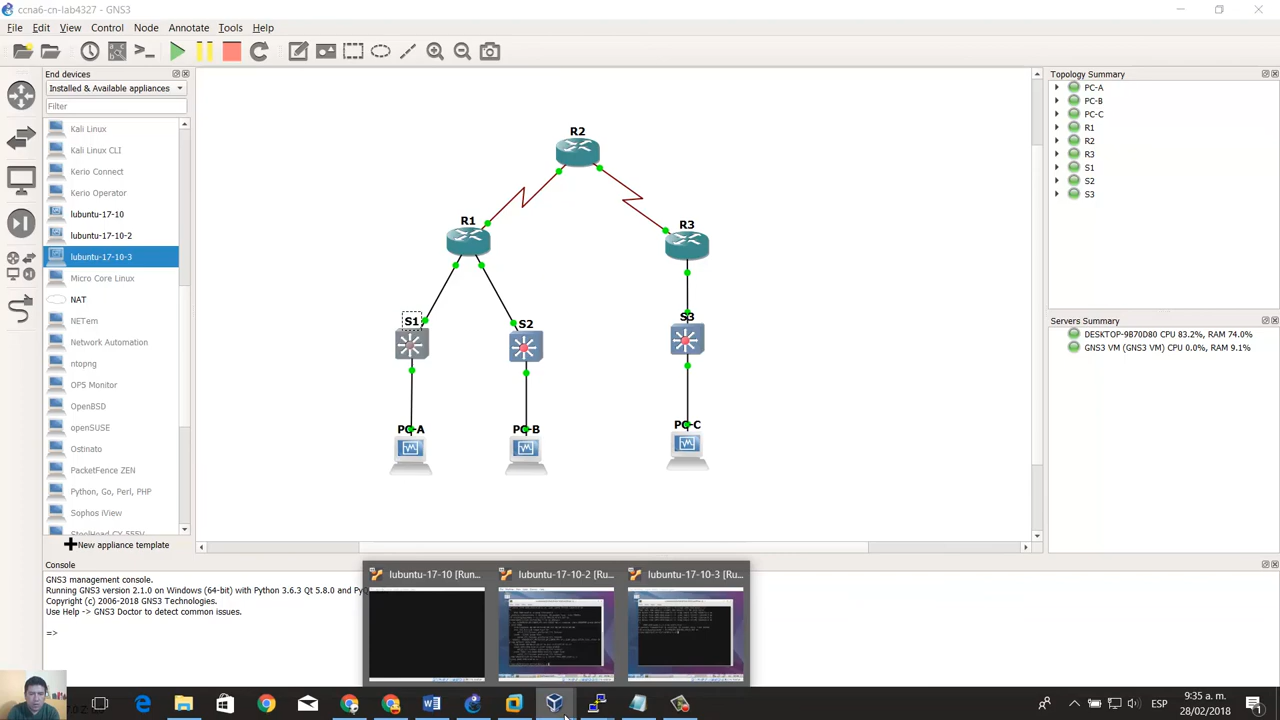 ccna6-cn-lab4327 - GNS3
File Edit View Control Node Annotate Tools Help
End devices
Installed & Available appliances
Filter
Kali Linux
Kali Linux CLI
Kerio Connect
Kerio Operator
lubuntu-17-10
lubuntu-17-10-2
lubuntu-17-10-3
Micro Core Linux
NAT
NETem
Network Automation
ntopng
OPS Monitor
OpenBSD
openSUSE
Ostinato
PacketFence ZEN
Python, Go, Perl, PHP
Sophos iView
SteelHead CX 555V
New appliance template
R2
R1
R3
S1
S2
S3
PC-A
PC-B
PC-C
Topology Summary
PC-A
PC-B
PC-C
R1
R2
R3
S1
S2
S3
Servers Summary
DESKTOP-9870D80 CPU 83.2%, RAM 74.0%
GNS3 VM (GNS3 VM) CPU 0.0%, RAM 9.1%
Console
GNS3 management console.
Running GNS3 version 2.1.0 on Windows (64-bit) with Python 3.6.3 Qt 5.8.0 and Py
Copyright (c) 2006-2018 GNS3 Technologies.
Use Help -> GNS3 Doctor to detect common issues.
=>
lubuntu-17-10 [Run...
lubuntu-17-10-2 [Ru...
lubuntu-17-10-3 [Ru...
ESP
9:35 a. m.
28/02/2018